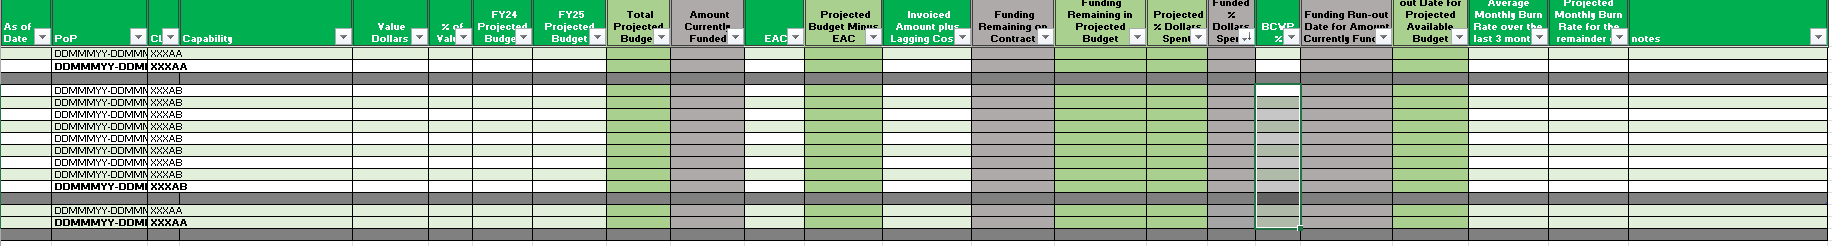 As of
Date
PoP
CL
Capability
Value
Dollars
% of
Valu
FY24
Projected
Budge
FY25
Projected
Budget
Total
Projected
Budge
Amount
Currently
Funded
EAC
Projected
Budget Minus
EAC
Invoiced
Amount plus
Lagging Cos
Funding
Remaining on
Contract
Funding
Remaining in
Projected
Budget
Projected
% Dollars
Spent
Funded
%
Dollars
Spen
BCWP
%
Funding Run-out
Date for Amount
Currently Fund
out Date for
Projected
Available
Budget
Average
Monthly Burn
Rate over the
last 3 mont
Projected
Monthly Burn
Rate for the
remainder o
notes
DDMMMYY-DDMMM XXXAA
DDMMMYY-DDMI XXXAA
DDMMMYY-DDMMM XXXAB
DDMMMYY-DDMMM XXXAB
DDMMMYY-DDMMM XXXAB
DDMMMYY-DDMMM XXXAB
DDMMMYY-DDMMM XXXAB
DDMMMYY-DDMMM XXXAB
DDMMMYY-DDMMM XXXAB
DDMMMYY-DDMMM XXXAB
DDMMMYY-DDMI XXXAB
DDMMMYY-DDMMM XXXAA
DDMMMYY-DDMI XXXAA